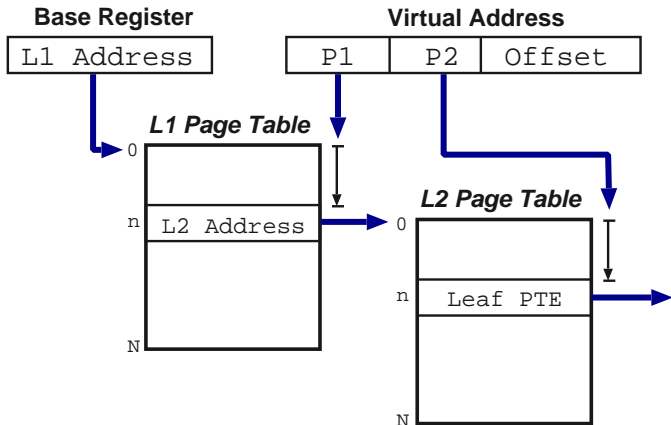 Base Register
Virtual Address
L1 Address
P1
P2
Offset
L1 Page Table
0
n
L2 Address
N
L2 Page Table
0
n
Leaf PTE
N